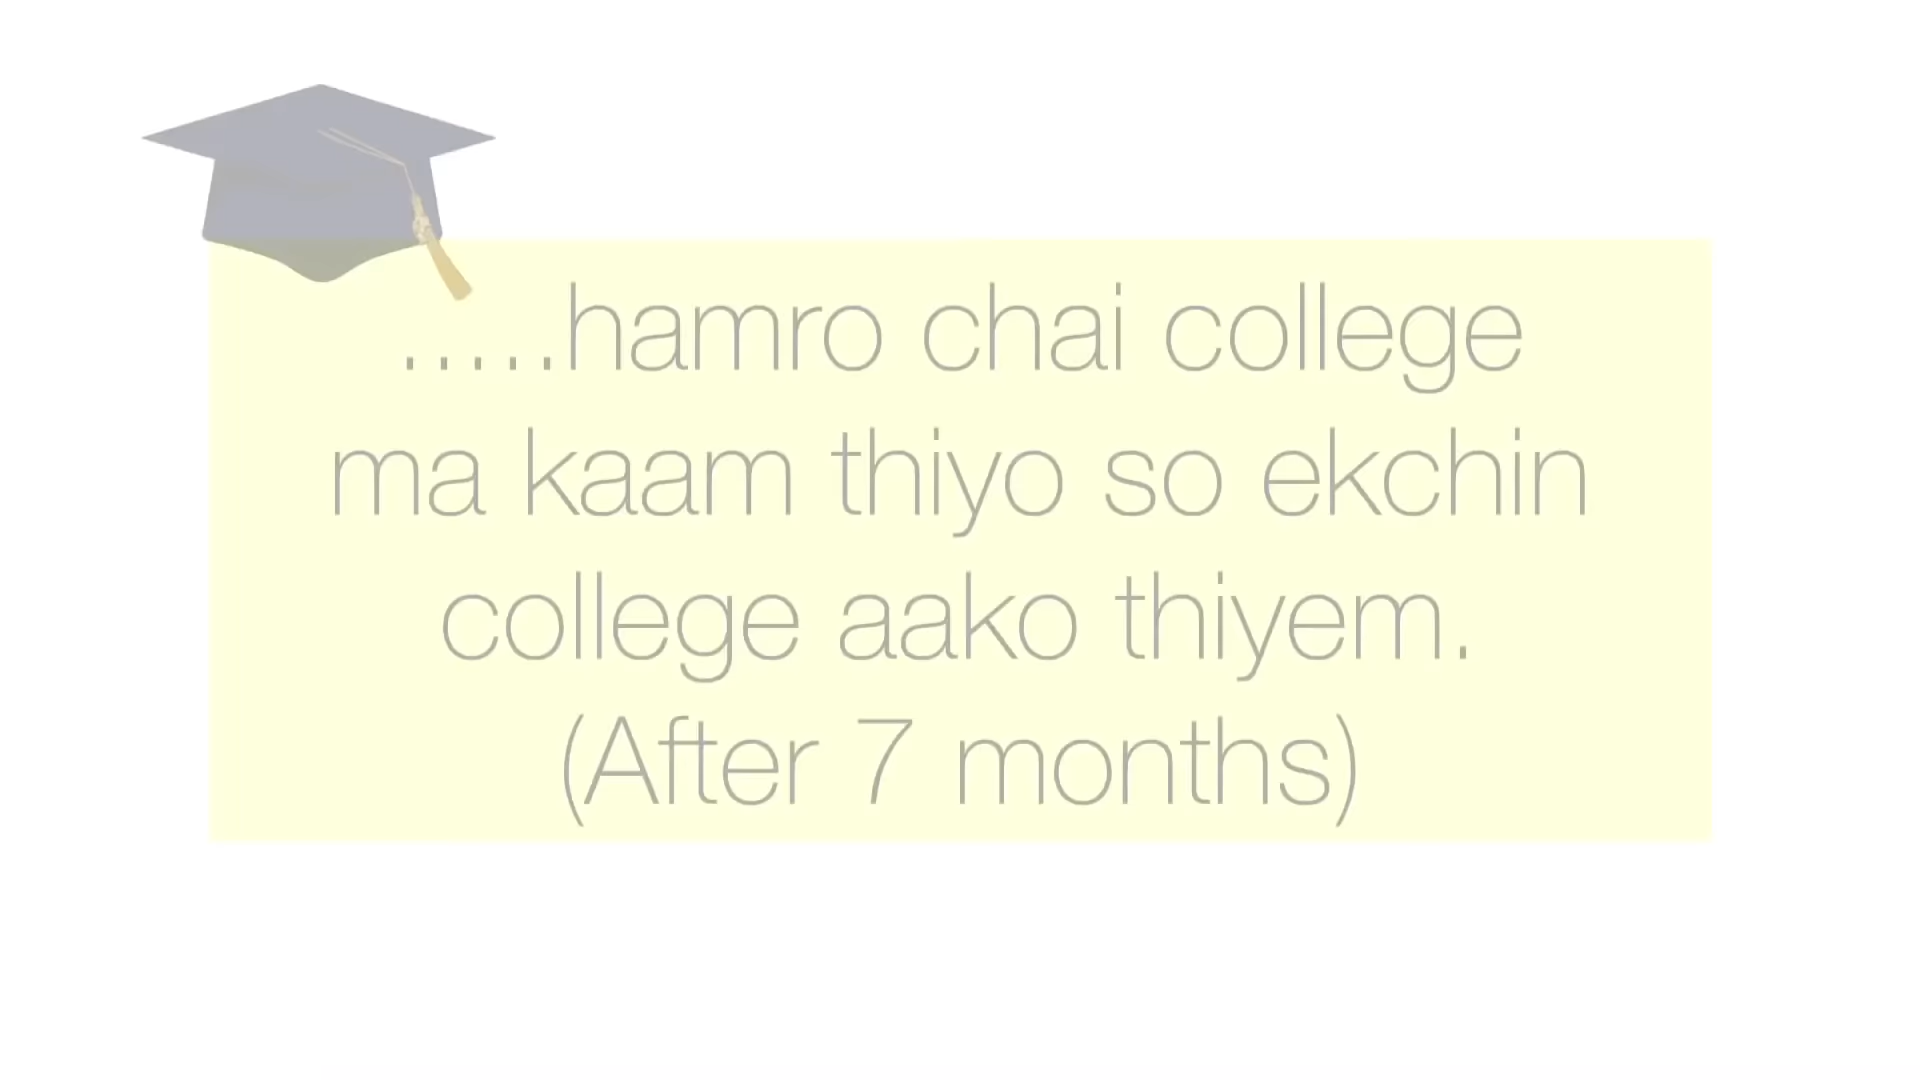 .....hamro chai college
ma kaam thiyo so ekchin
college aako thiyem.
(After 7 months)